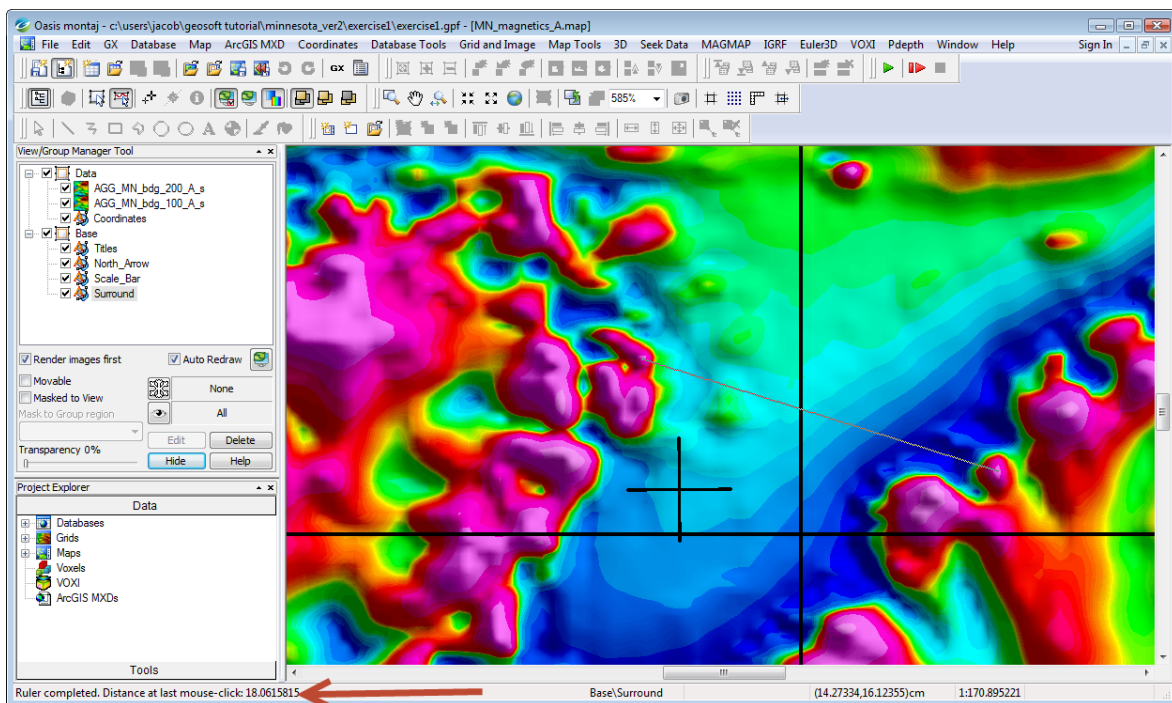 Oasis montaj - c:\users\jacob\geosoft tutorial\minnesota_ver2\exercise1\exercise1.gpf - [MN_magnetics_A.map]
File Edit GX Database Map ArcGIS MXD Coordinates Database Tools Grid and Image Map Tools 3D Seek Data MAGMAP IGRF Euler3D VOXI Pdepth Window Help Sign In
GX
585%
View/Group Manager Tool
Data
AGG_MN_bdg_200_A_s
AGG_MN_bdg_100_A_s
Coordinates
Base
Titles
North_Arrow
Scale_Bar
Surround
Render images first Auto Redraw
Movable
Masked to View
None
Mask to Group region
All
Transparency 0%
Edit Delete
Hide Help
Project Explorer
Data
Databases
Grids
Maps
Voxels
VOXI
ArcGIS MXDs
Tools
Ruler completed. Distance at last mouse-click: 18.0615815 Base\Surround (14.27334,16.12355)cm 1:170.895221